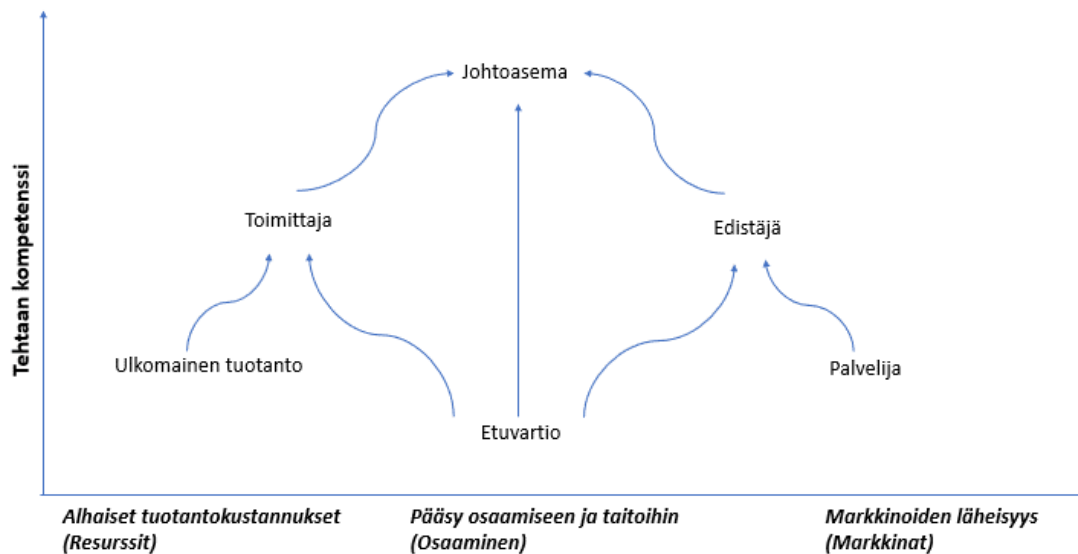 Johtoasema
Tehtaan kompetenssi
Toimittaja
Edistäjä
Ulkomainen tuotanto
Palvelija
Etuvartio
Alhaiset tuotantokustannukset
(Resurssit)
Pääsy osaamiseen ja taitoihin
(Osaaminen)
Markkinoiden läheisyys
(Markkinat)